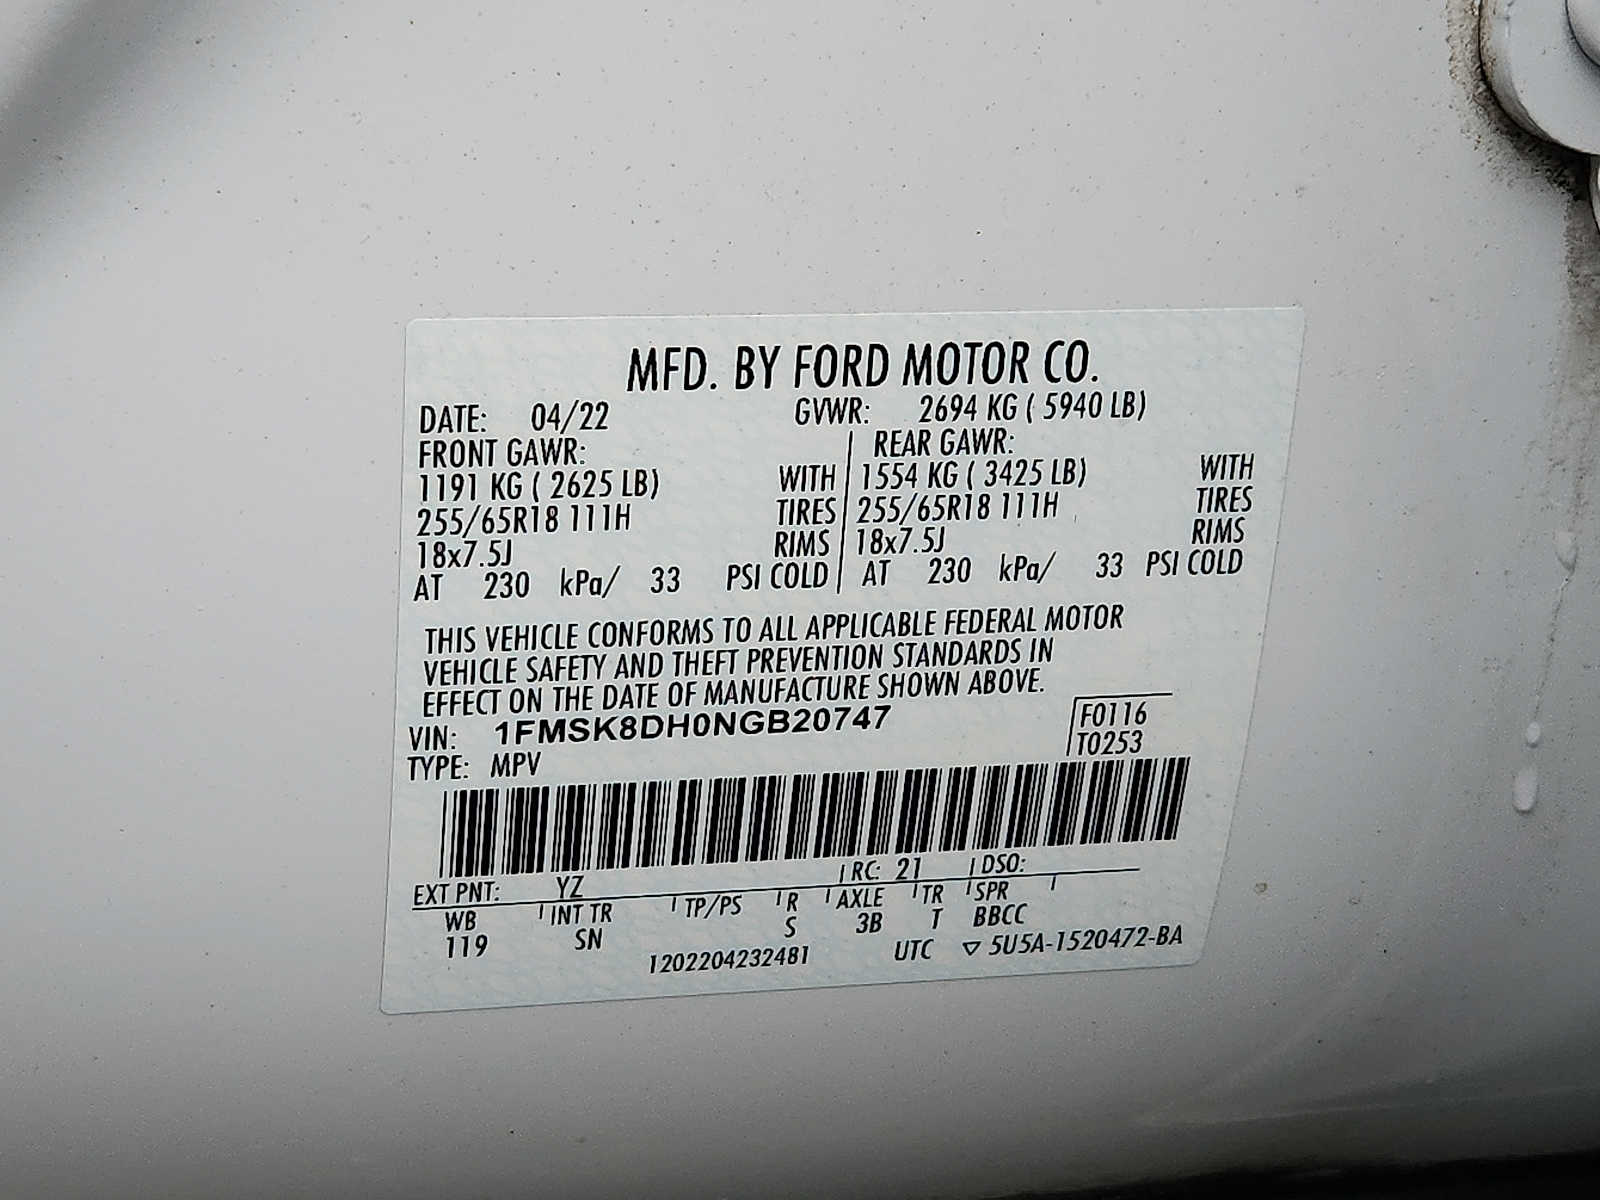 MFD. BY FORD MOTOR CO.
DATE: 04/22 GVWR: 2694 KG ( 5940 LB)
FRONT GAWR: REAR GAWR:
1191 KG ( 2625 LB) WITH 1554 KG ( 3425 LB) WITH
255/65R18 111H TIRES 255/65R18 111H TIRES
18x7.5J RIMS 18x7.5J RIMS
AT 230 kPa/ 33 PSI COLD AT 230 kPa/ 33 PSI COLD
THIS VEHICLE CONFORMS TO ALL APPLICABLE FEDERAL MOTOR
VEHICLE SAFETY AND THEFT PREVENTION STANDARDS IN
EFFECT ON THE DATE OF MANUFACTURE SHOWN ABOVE.
VIN: 1FMSK8DH0NGB20747 F0116
TYPE: MPV T0253
EXT PNT: YZ RC: 21 DSO:
WB INT TR TP/PS R AXLE TR SPR
119 SN S 3B T BBCC
1202204232481 UTC ▽ 5U5A-1520472-BA